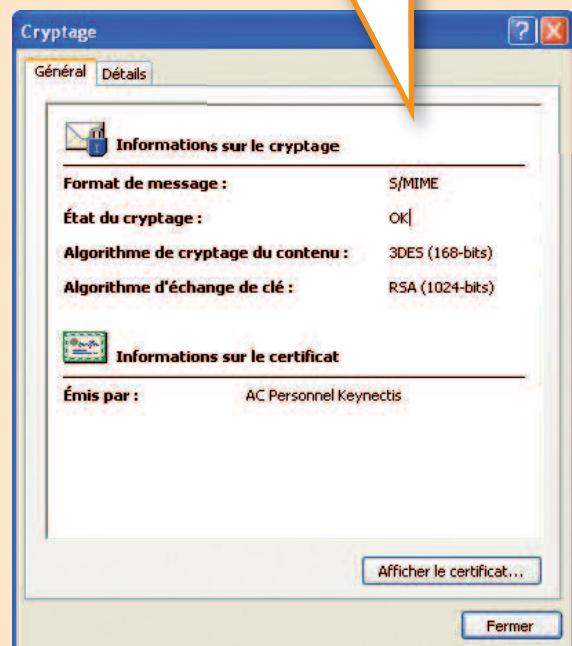 Cryptage
Général Détails
Informations sur le cryptage
Format de message : S/MIME
État du cryptage : OK
Algorithme de cryptage du contenu : 3DES (168-bits)
Algorithme d'échange de clé : RSA (1024-bits)
Informations sur le certificat
Émis par : AC Personnel Keynectis
Afficher le certificat...
Fermer